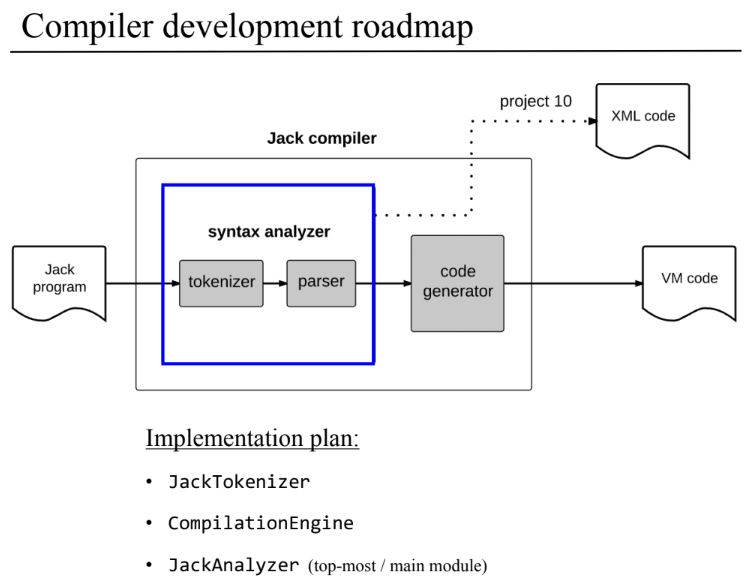 Compiler development roadmap
project 10
XML code
Jack compiler
syntax analyzer
Jack
program
tokenizer
parser
code
generator
VM code
Implementation plan:
• JackTokenizer
• CompilationEngine
• JackAnalyzer (top-most / main module)